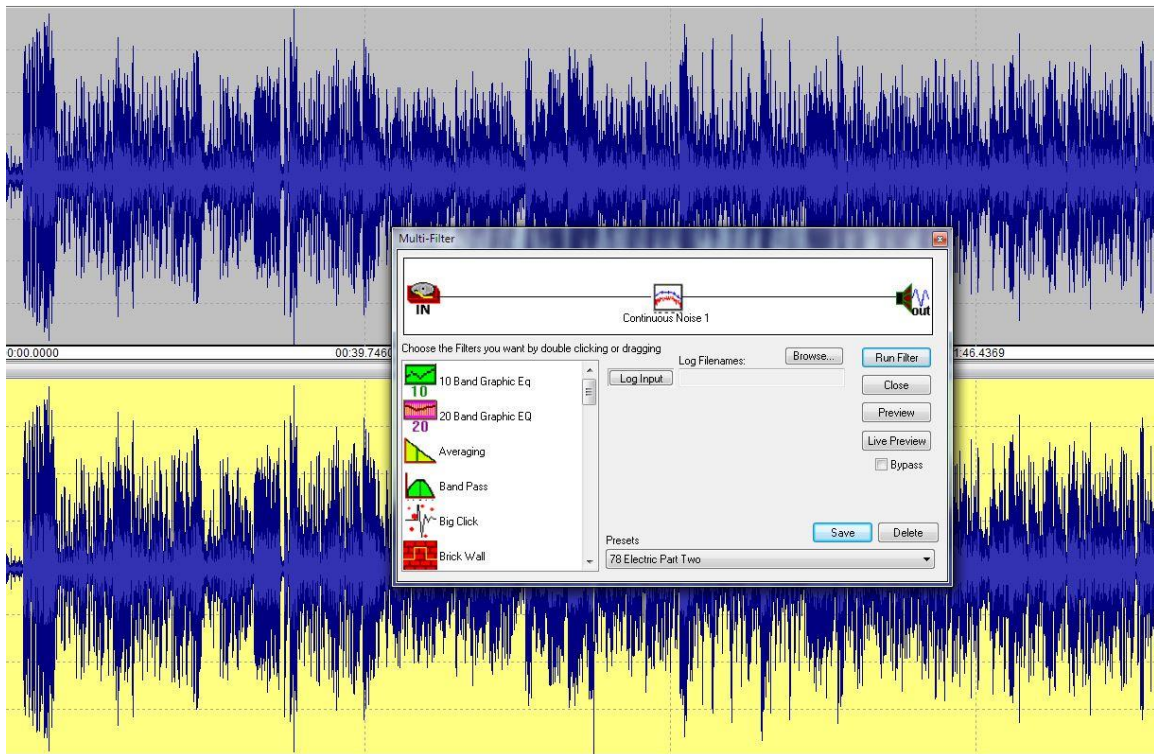 Multi-Filter
IN
Continuous Noise 1
out
0:00.0000
00:39.7460
1:46.4369
Choose the Filters you want by double clicking or dragging
Log Filenames:
Browse...
Run Filter
Log Input
Close
Preview
Live Preview
Bypass
10
10 Band Graphic Eq
20
20 Band Graphic EQ
Averaging
Band Pass
Big Click
Brick Wall
Save
Delete
Presets
78 Electric Part Two